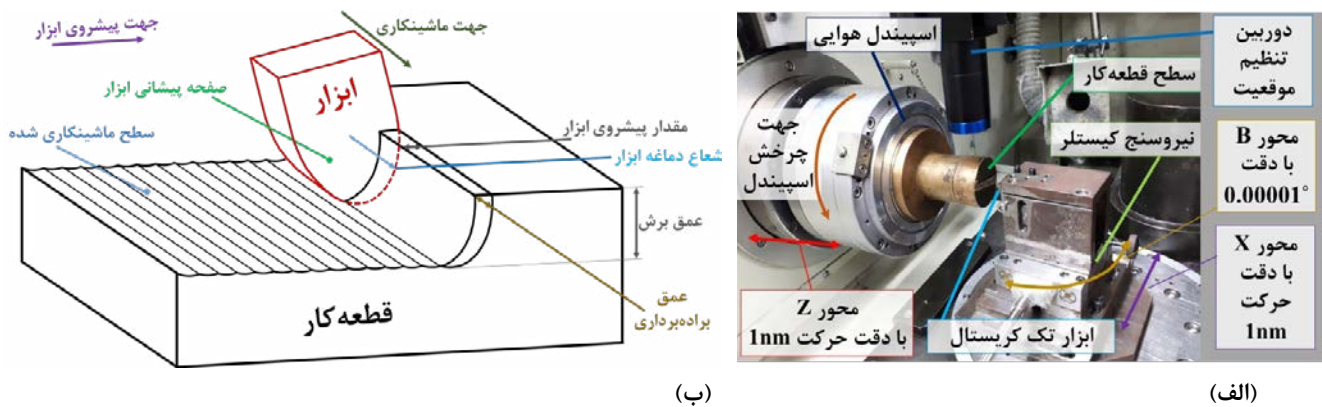 دوربین
تنظیم
موقعیت
اسپیندل هوایی
سطح قطعه‌کار
نیروسنج کیستلر
جهت
چرخش
اسپیندل
محور B
با دقت
0.00001°
محور X
با دقت
حرکت
1nm
محور Z
با دقت حرکت 1nm
ابزار تک کریستال
(الف)
جهت پیشروی ابزار
جهت ماشینکاری
ابزار
صفحه پیشانی ابزار
سطح ماشینکاری شده
مقدار پیشروی ابزار
شعاع دماغه ابزار
عمق برش
عمق
براده‌برداری
قطعه‌کار
(ب)